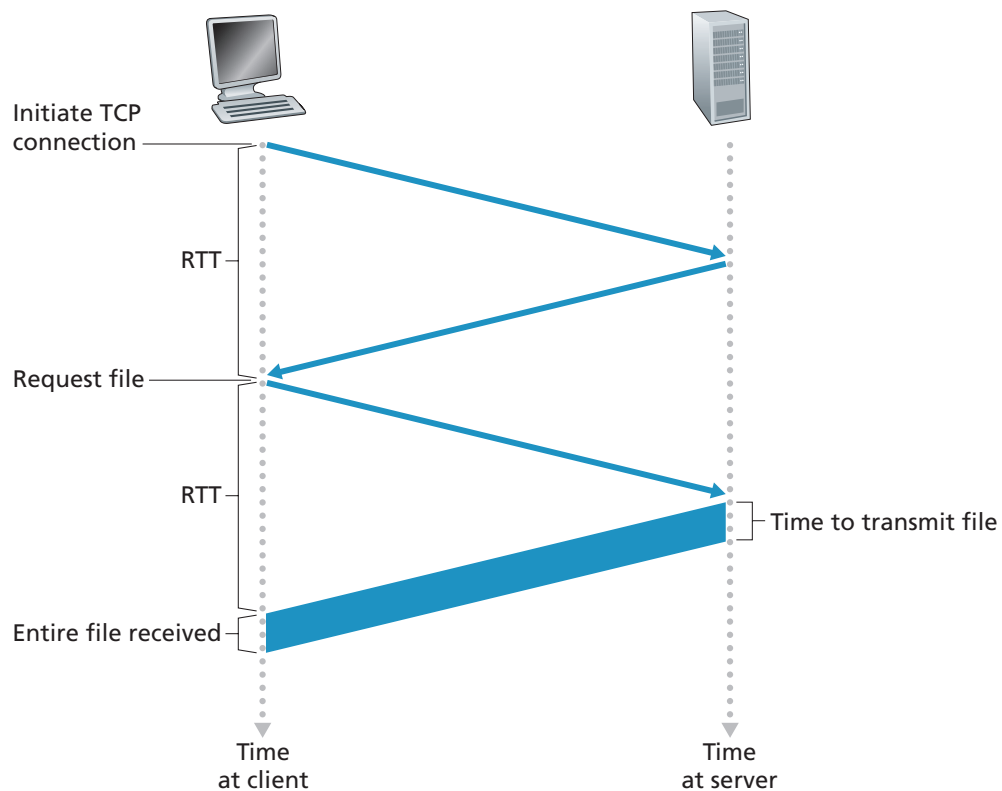 Initiate TCP
connection
RTT
Request file
RTT
Time to transmit file
Entire file received
Time
at client
Time
at server